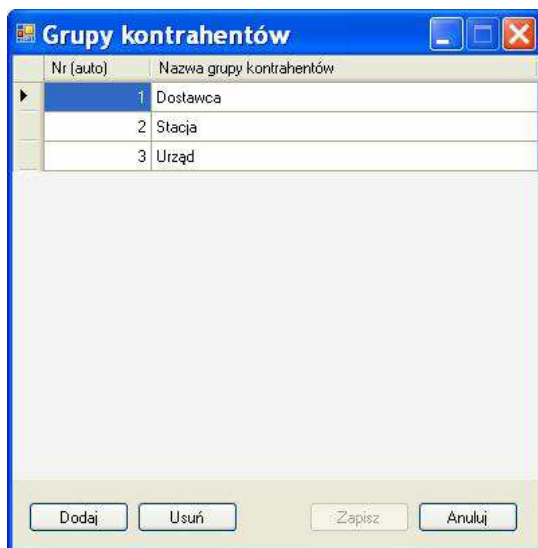 Grupy kontrahentów
Nr (auto) Nazwa grupy kontrahentów
1 Dostawca
2 Stacja
3 Urząd
Dodaj Usuń Zapisz Anuluj